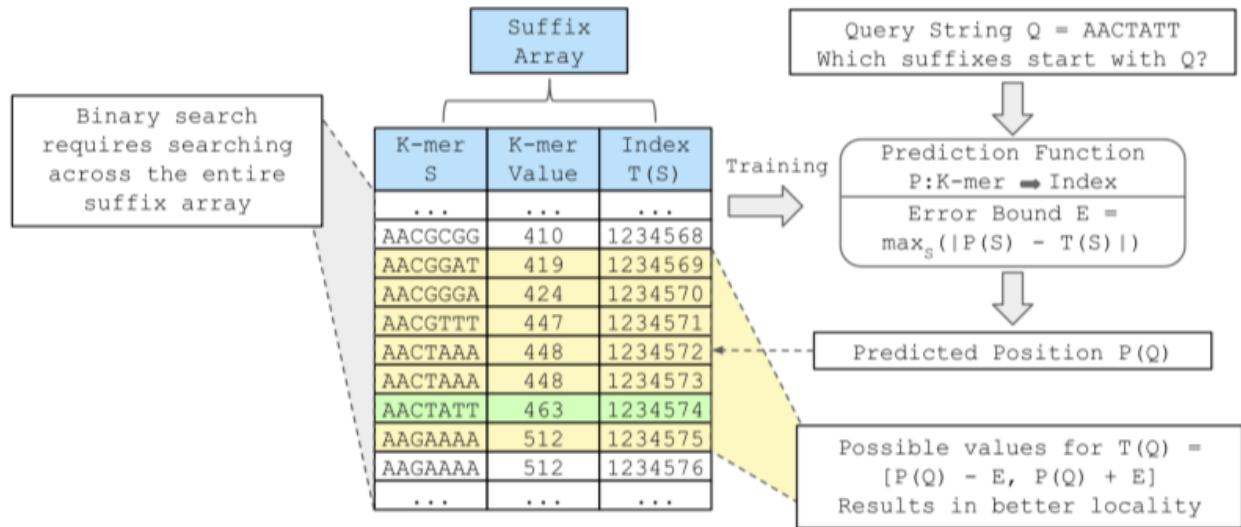 Suffix
Array
Query String Q = AACTATT
Which suffixes start with Q?
Binary search
requires searching
across the entire
suffix array
K-mer K-mer Index
S Value T(S)
... ... ...
AACGCGG 410 1234568
AACGGAT 419 1234569
AACGGGA 424 1234570
AACGTTT 447 1234571
AACTAAA 448 1234572
AACTAAA 448 1234573
AACTATT 463 1234574
AAGAAAA 512 1234575
AAGAAAA 512 1234576
... ... ...
Training
Prediction Function
P:K-mer ➡ Index
Error Bound E =
maxₛ(|P(S) - T(S)|)
Predicted Position P(Q)
Possible values for T(Q) =
[P(Q) - E, P(Q) + E]
Results in better locality